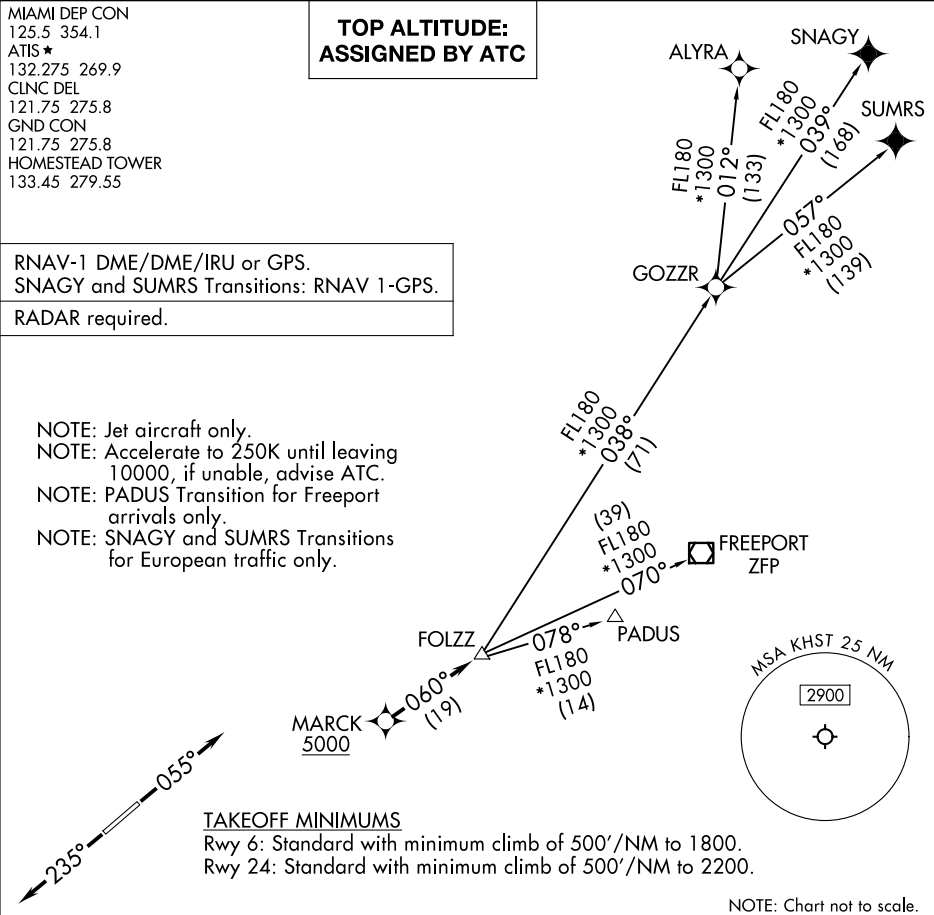 MIAMI DEP CON
125.5 354.1
ATIS ★
132.275 269.9
CLNC DEL
121.75 275.8
GND CON
121.75 275.8
HOMESTEAD TOWER
133.45 279.55
TOP ALTITUDE:
ASSIGNED BY ATC
RNAV-1 DME/DME/IRU or GPS.
SNAGY and SUMRS Transitions: RNAV 1-GPS.
RADAR required.
NOTE: Jet aircraft only.
NOTE: Accelerate to 250K until leaving
10000, if unable, advise ATC.
NOTE: PADUS Transition for Freeport
arrivals only.
NOTE: SNAGY and SUMRS Transitions
for European traffic only.
ALYRA
SNAGY
SUMRS
FL180
*1300
012°
(133)
FL180
*1300
039°
(168)
057°
FL180
*1300
(139)
GOZZR
FL180
*1300
038°
(71)
(39)
FL180
*1300
070°
FREEPORT
ZFP
FOLZZ
078°
FL180
*1300
(14)
PADUS
060°
(19)
MARCK
5000
MSA KHST 25 NM
2900
055°
235°
TAKEOFF MINIMUMS
Rwy 6: Standard with minimum climb of 500'/NM to 1800.
Rwy 24: Standard with minimum climb of 500'/NM to 2200.
NOTE: Chart not to scale.